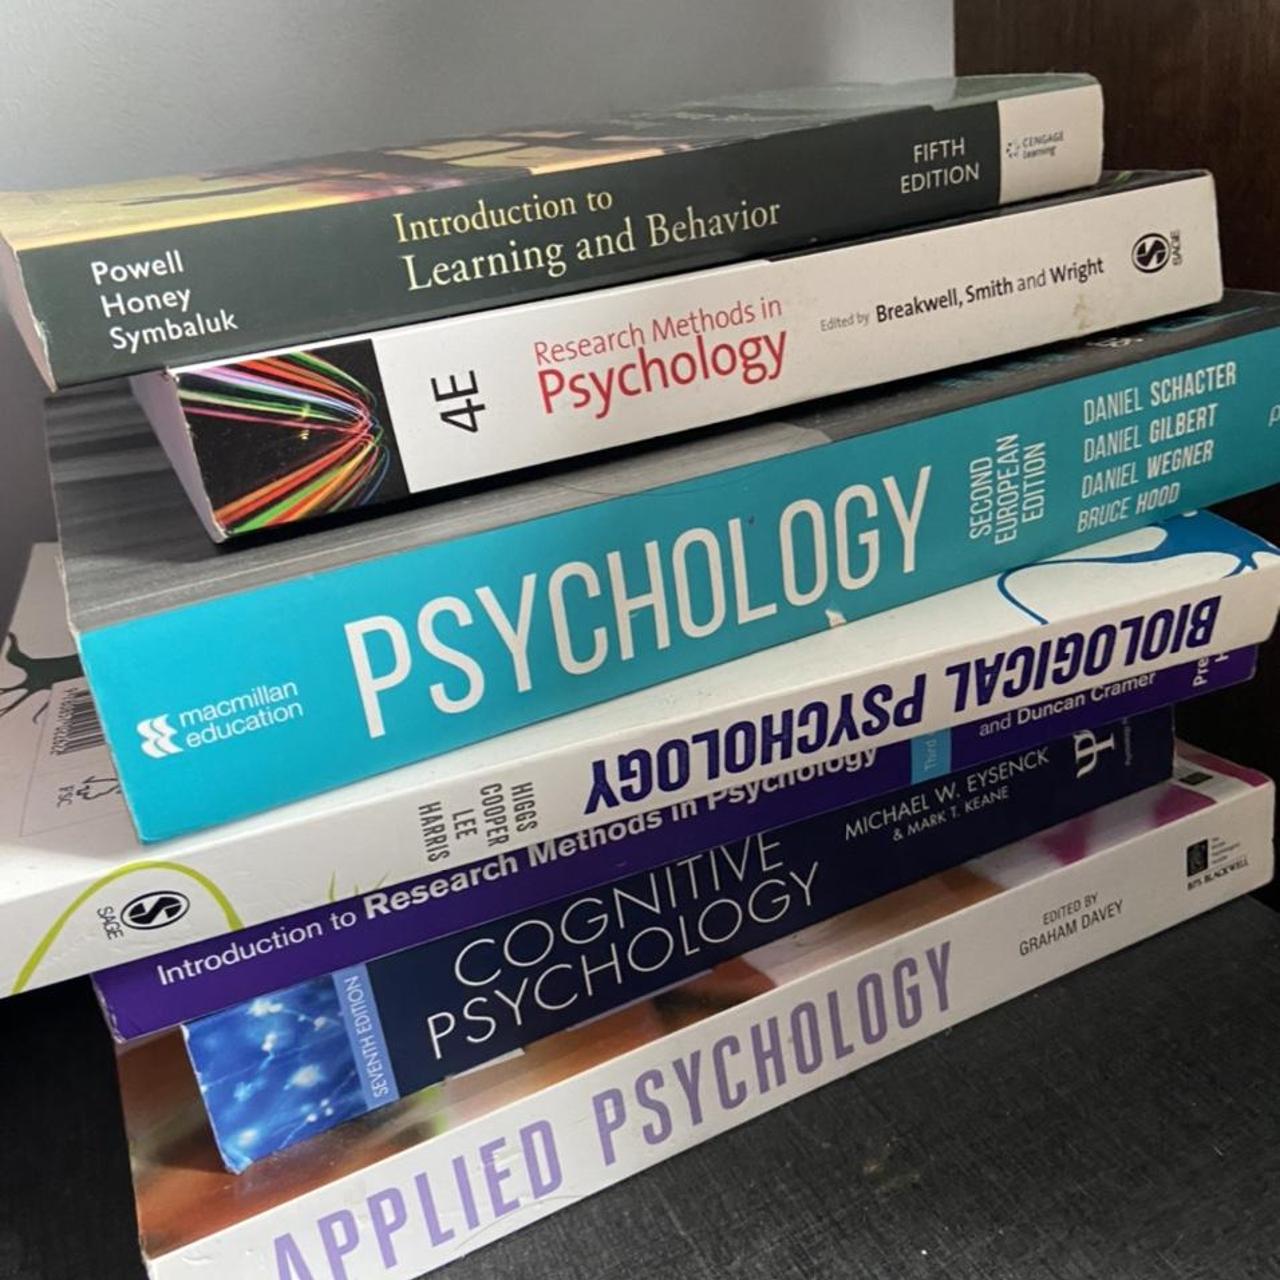 Powell
Honey
Symbaluk
Introduction to
Learning and Behavior
FIFTH
EDITION
CENGAGE
Learning
4E
Research Methods in
Psychology
Edited by Breakwell, Smith and Wright
SAGE
macmillan
education
PSYCHOLOGY
SECOND
EUROPEAN
EDITION
DANIEL SCHACTER
DANIEL GILBERT
DANIEL WEGNER
BRUCE HOOD
BIOLOGICAL PSYCHOLOGY
HIGGS
COOPER
LEE
HARRIS
SAGE
FSC
Introduction to Research Methods in Psychology
Third
and Duncan Cramer
Pre
SEVENTH EDITION
COGNITIVE
PSYCHOLOGY
MICHAEL W. EYSENCK
& MARK T. KEANE
Ψ
APPLIED PSYCHOLOGY
EDITED BY
GRAHAM DAVEY
BPS BLACKWELL